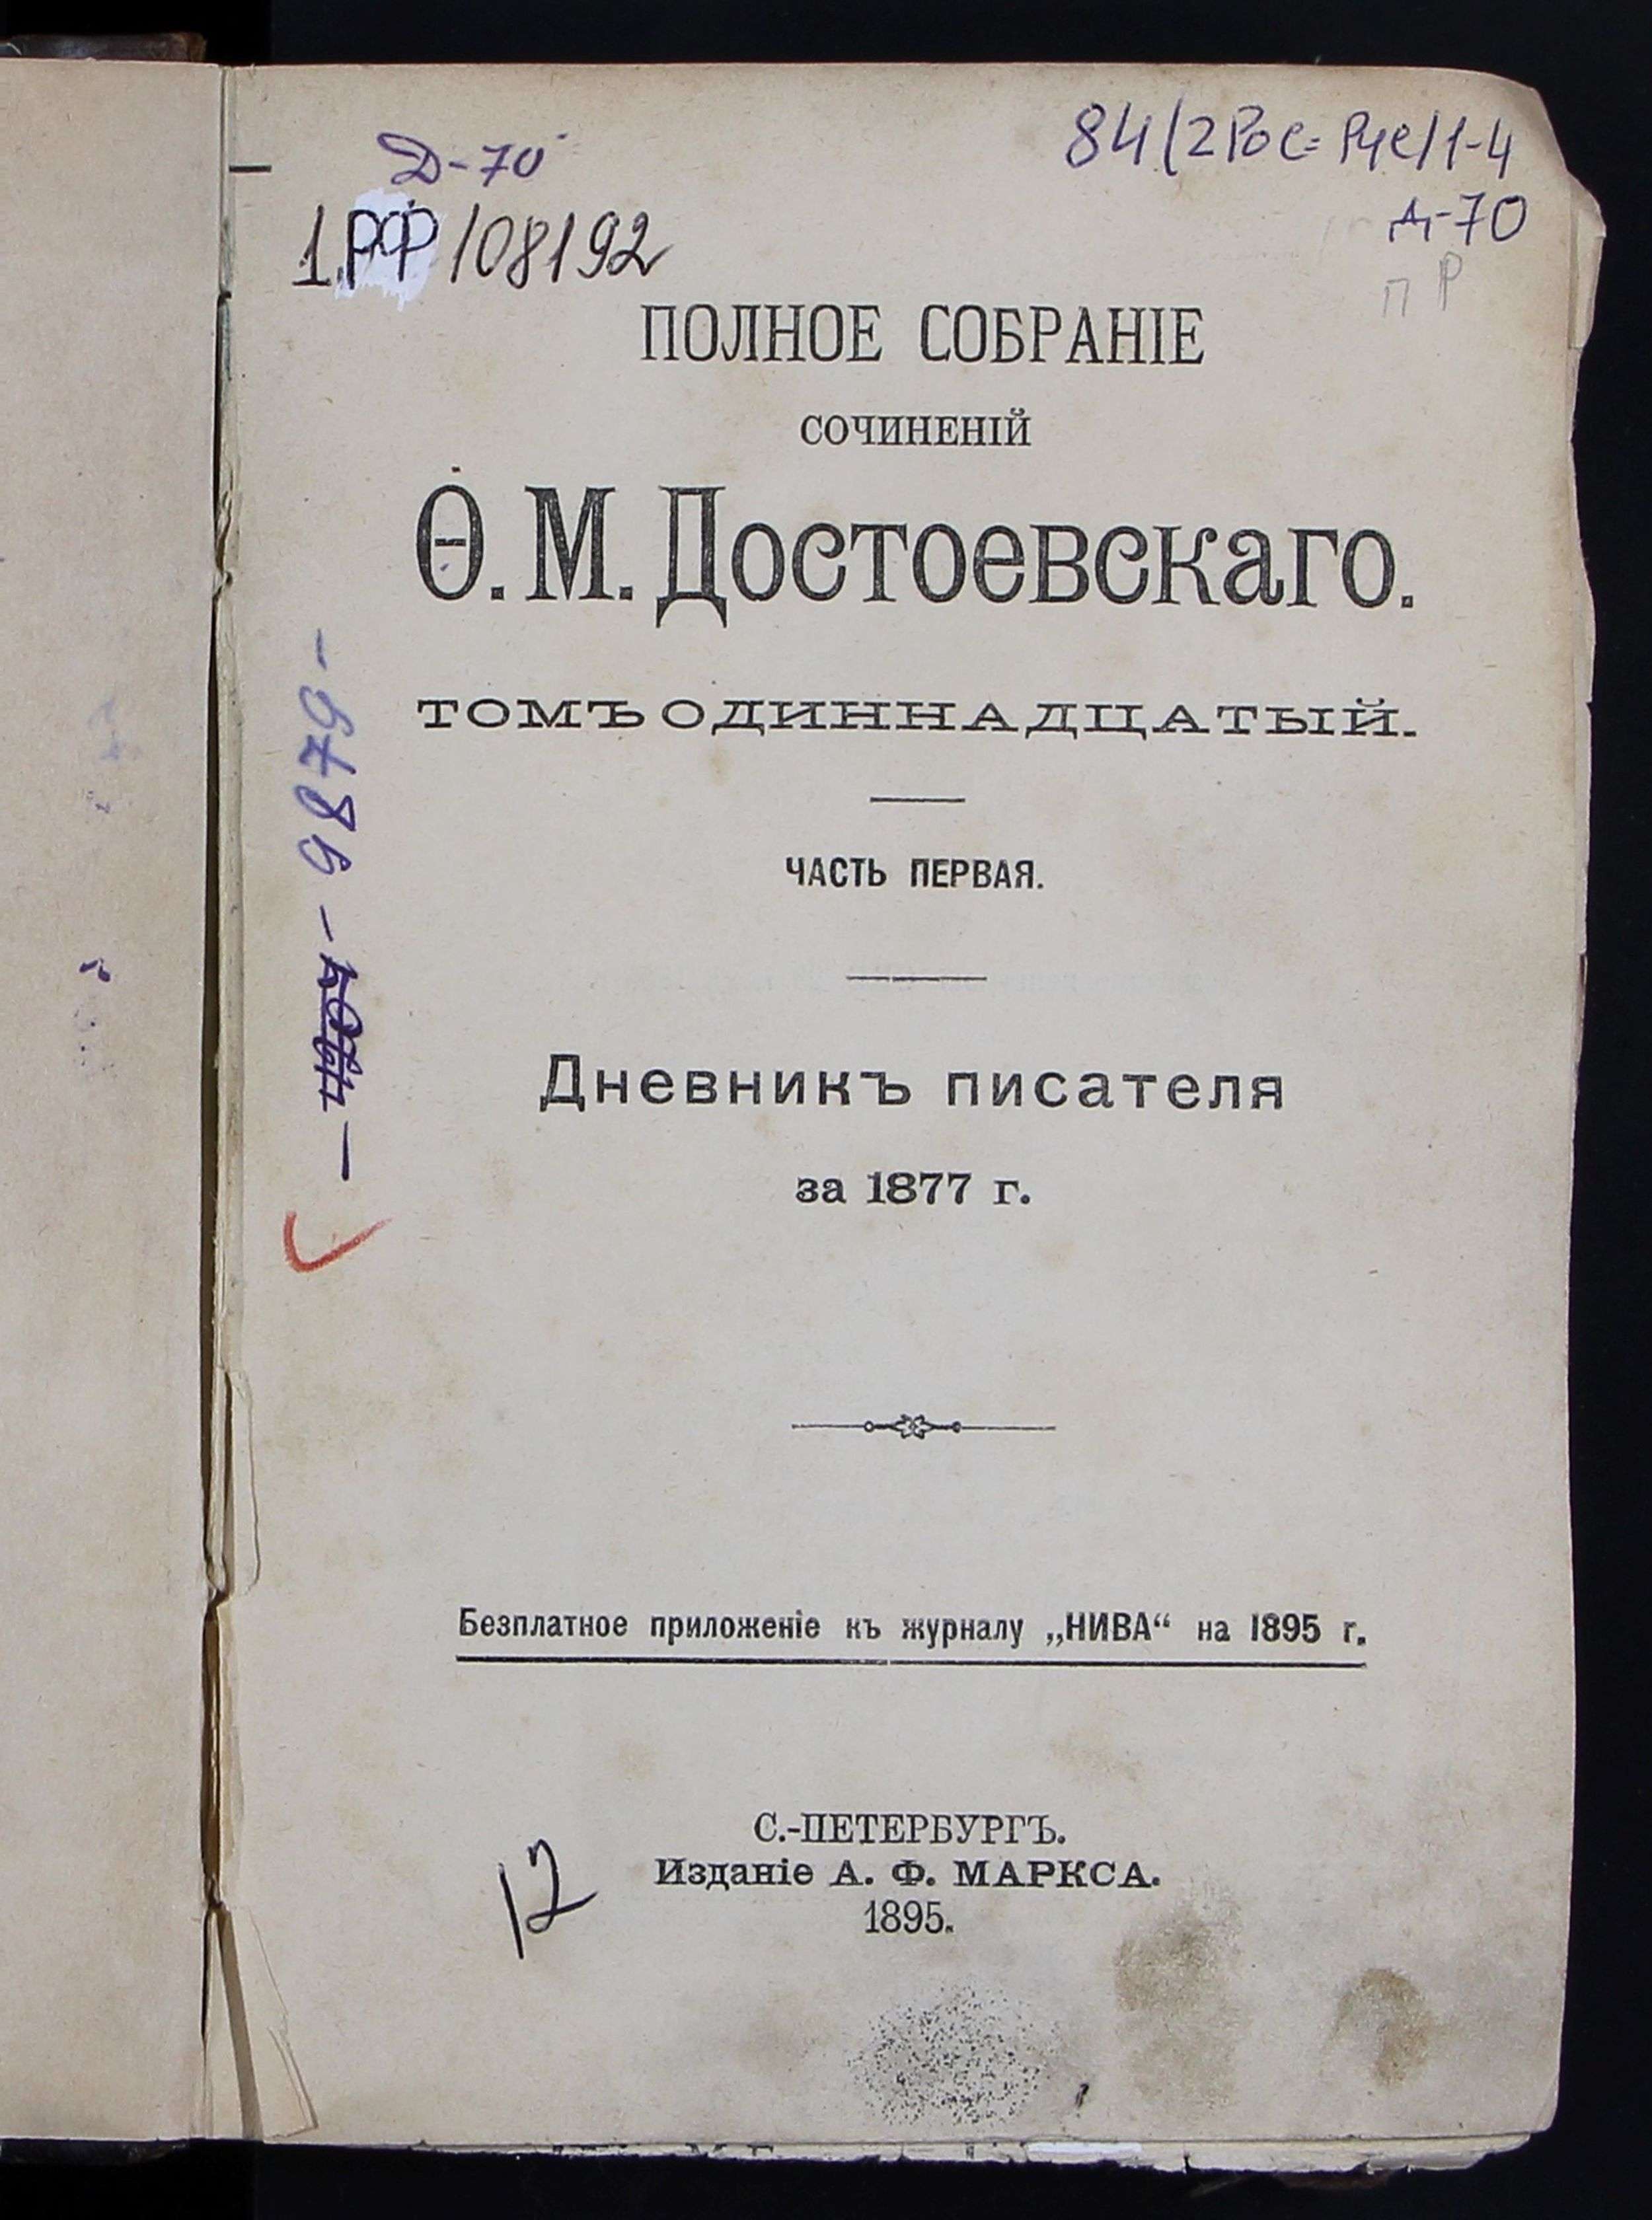 Д-70
84(2Рос=Рус)1-4
Д-70
1.РФ 108192
П Р
ПОЛНОЕ СОБРАНІЕ
СОЧИНЕНІЙ
Ѳ. М. Достоевскаго.
ТОМЪ ОДИННАДЦАТЫЙ.
ЧАСТЬ ПЕРВАЯ.
Дневникъ писателя
за 1877 г.
Безплатное приложеніе къ журналу „НИВА“ на 1895 г.
С.-ПЕТЕРБУРГЪ.
Изданіе А. Ф. МАРКСА.
1895.
12